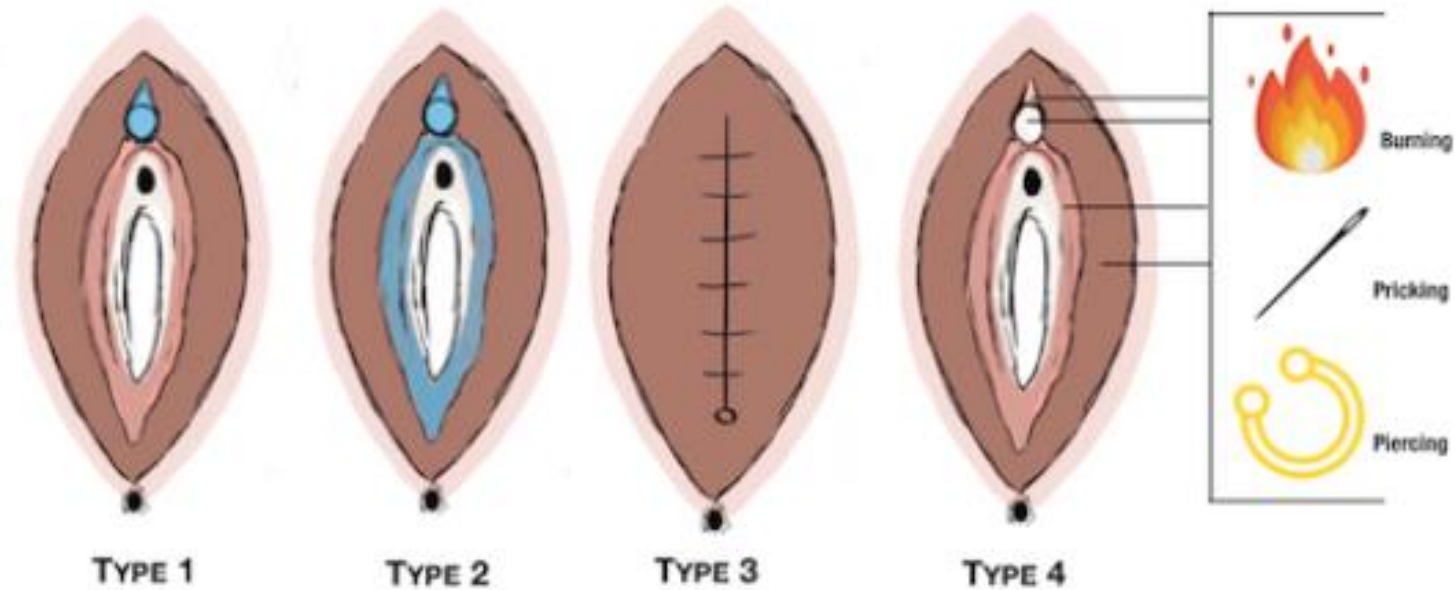 Burning
Pricking
Piercing
TYPE 1
TYPE 2
TYPE 3
TYPE 4